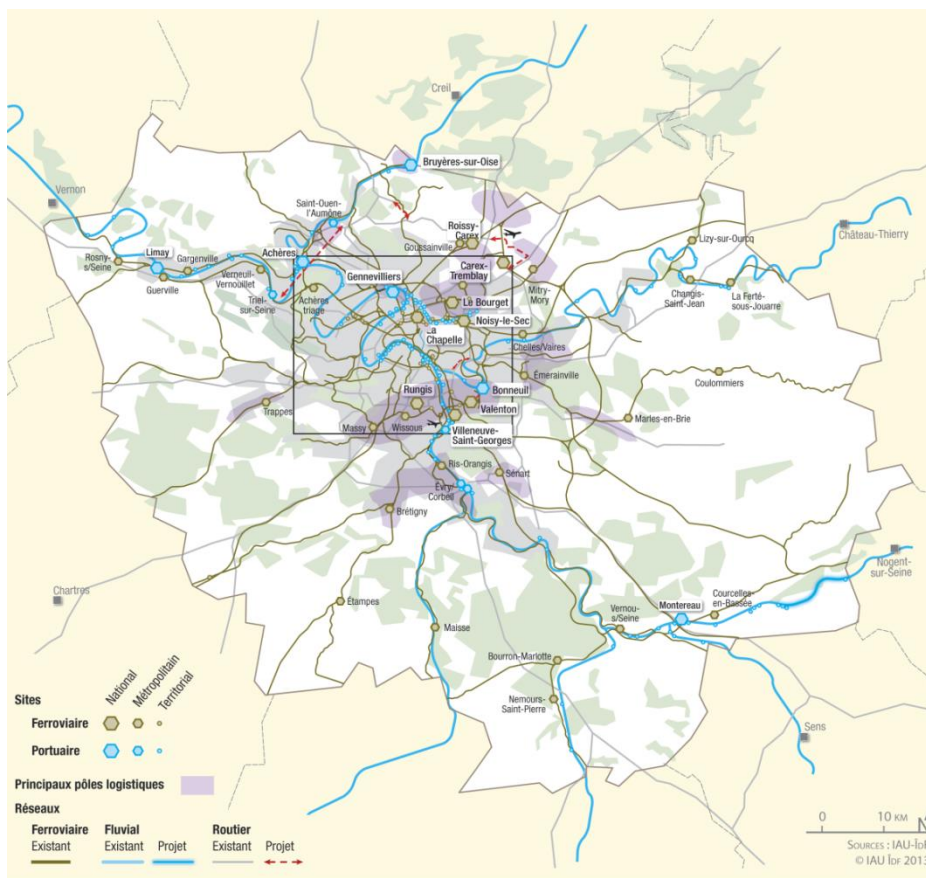 Creil
Bruyères-sur-Oise
Vernon
Saint-Ouen-
l'Aumône
Roissy-
Carex
Goussainville
Lizy-sur-Ourcq
Château-Thierry
Achères
Rosny-
s/Seine
Limay
Gargenville
Verneuil-
Vernouillet
Gennevilliers
Carex-
Tremblay
Mitry-
Mory
Changis-
Saint-Jean
La Ferté-
sous-Jouarre
Guerville
Triel-
sur-Seine
Achères
triage
Le Bourget
La
Chapelle
Noisy-le-Sec
Chelles/Vaires
Émerainville
Coulommiers
Rungis
Bonneuil
Trappes
Valenton
Marles-en-Brie
Massy
Wissous
Villeneuve-
Saint-Georges
Ris-Orangis
Sénart
Évry/
Corbeil
Brétigny
Nogent-
sur-Seine
Chartres
Étampes
Maisse
Vernou-
s/Seine
Montereau
Courcelles-
en-Bassée
Bourron-Marlotte
Nemours-
Saint-Pierre
Sens
Sites
National
Métropolitain
Territorial
Ferroviaire
Portuaire
Principaux pôles logistiques
Réseaux
Ferroviaire Fluvial Routier
Existant Existant Projet Existant Projet
0 10 KM
N
SOURCES : IAU-ÎDF
© IAU ÎDF 2013